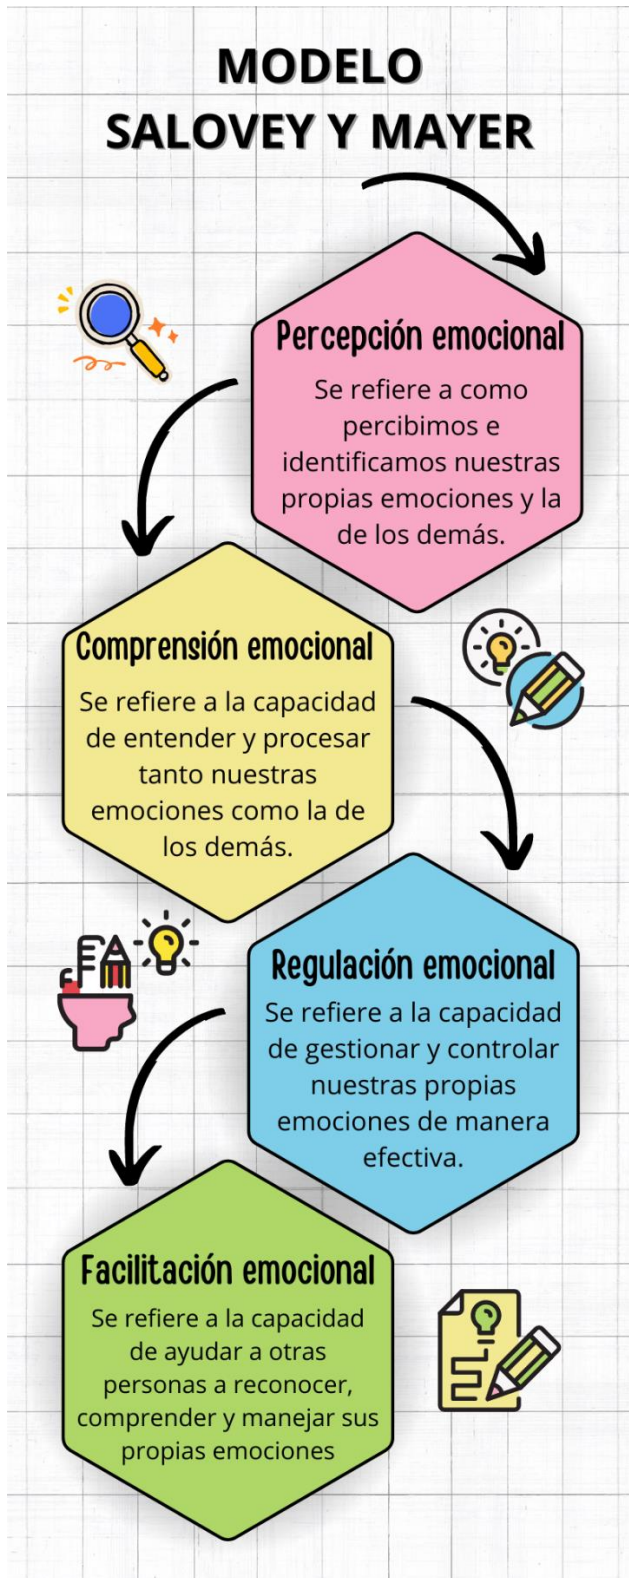 MODELO
SALOVEY Y MAYER
Percepción emocional
Se refiere a como
percibimos e
identificamos nuestras
propias emociones y la
de los demás.
Comprensión emocional
Se refiere a la capacidad
de entender y procesar
tanto nuestras
emociones como la de
los demás.
Regulación emocional
Se refiere a la capacidad
de gestionar y controlar
nuestras propias
emociones de manera
efectiva.
Facilitación emocional
Se refiere a la capacidad
de ayudar a otras
personas a reconocer,
comprender y manejar sus
propias emociones